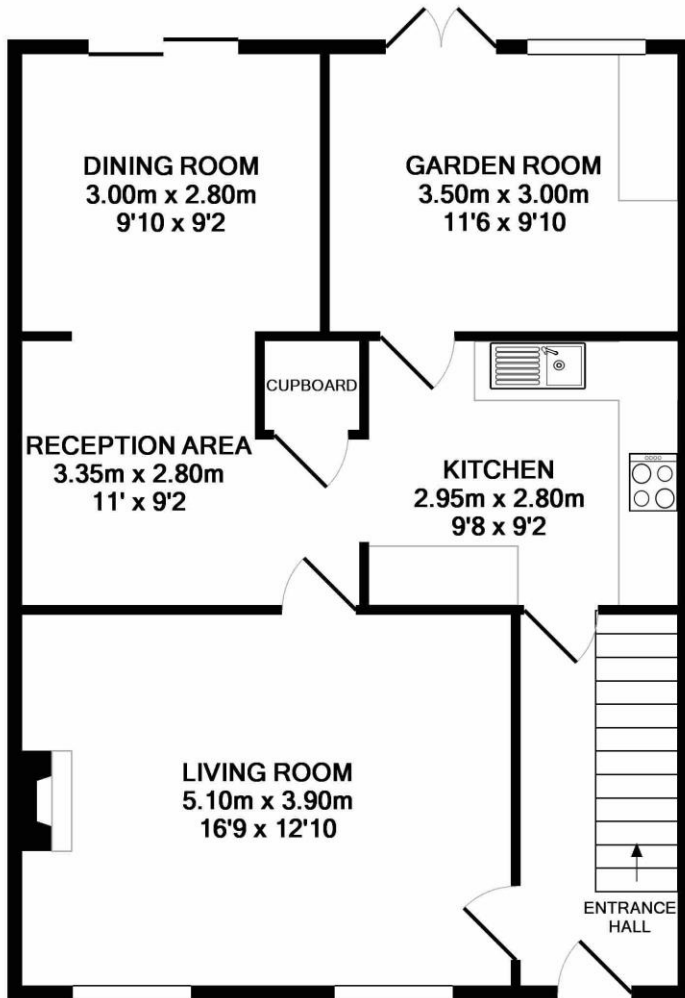 DINING ROOM
3.00m x 2.80m
9'10 x 9'2
GARDEN ROOM
3.50m x 3.00m
11'6 x 9'10
CUPBOARD
RECEPTION AREA
3.35m x 2.80m
11' x 9'2
KITCHEN
2.95m x 2.80m
9'8 x 9'2
LIVING ROOM
5.10m x 3.90m
16'9 x 12'10
ENTRANCE
HALL